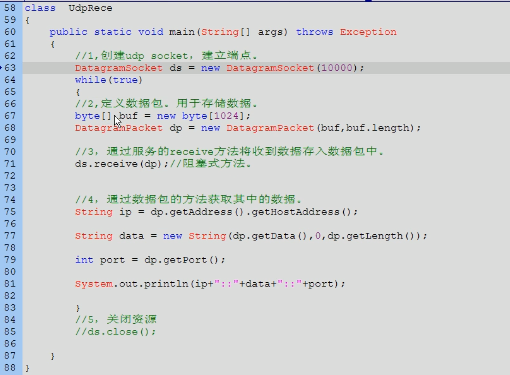 58 class  UdpRece
59 {
60     public static void main(String[] args) throws Exception
61     {
62         //1,创建udp socket，建立端点。
63         DatagramSocket ds = new DatagramSocket(10000);
64         while(true)
65         {
66         //2,定义数据包。用于存储数据。
67         byte[] buf = new byte[1024];
68         DatagramPacket dp = new DatagramPacket(buf,buf.length);
69
70         //3，通过服务的receive方法将收到数据存入数据包中。
71         ds.receive(dp);//阻塞式方法。
72
73
74         //4，通过数据包的方法获取其中的数据。
75         String ip = dp.getAddress().getHostAddress();
76
77         String data = new String(dp.getData(),0,dp.getLength());
78
79         int port = dp.getPort();
80
81         System.out.println(ip+"::"+data+"::"+port);
82
83         }
84         //5，关闭资源
85         //ds.close();
86
87     }
88 }